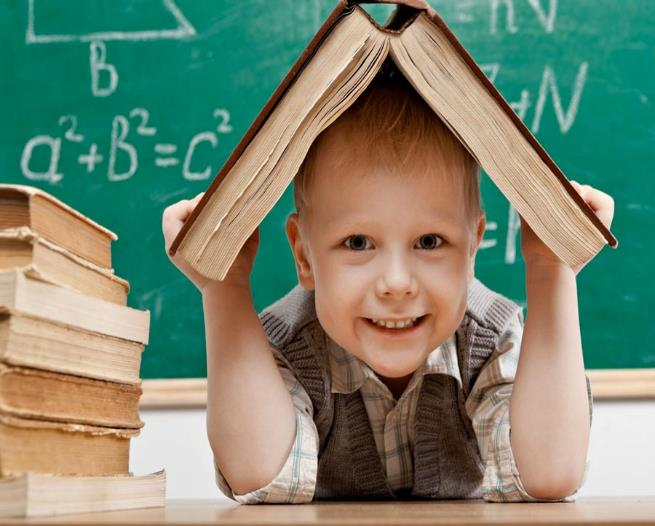 B
a²+B²=c²
N
N
=